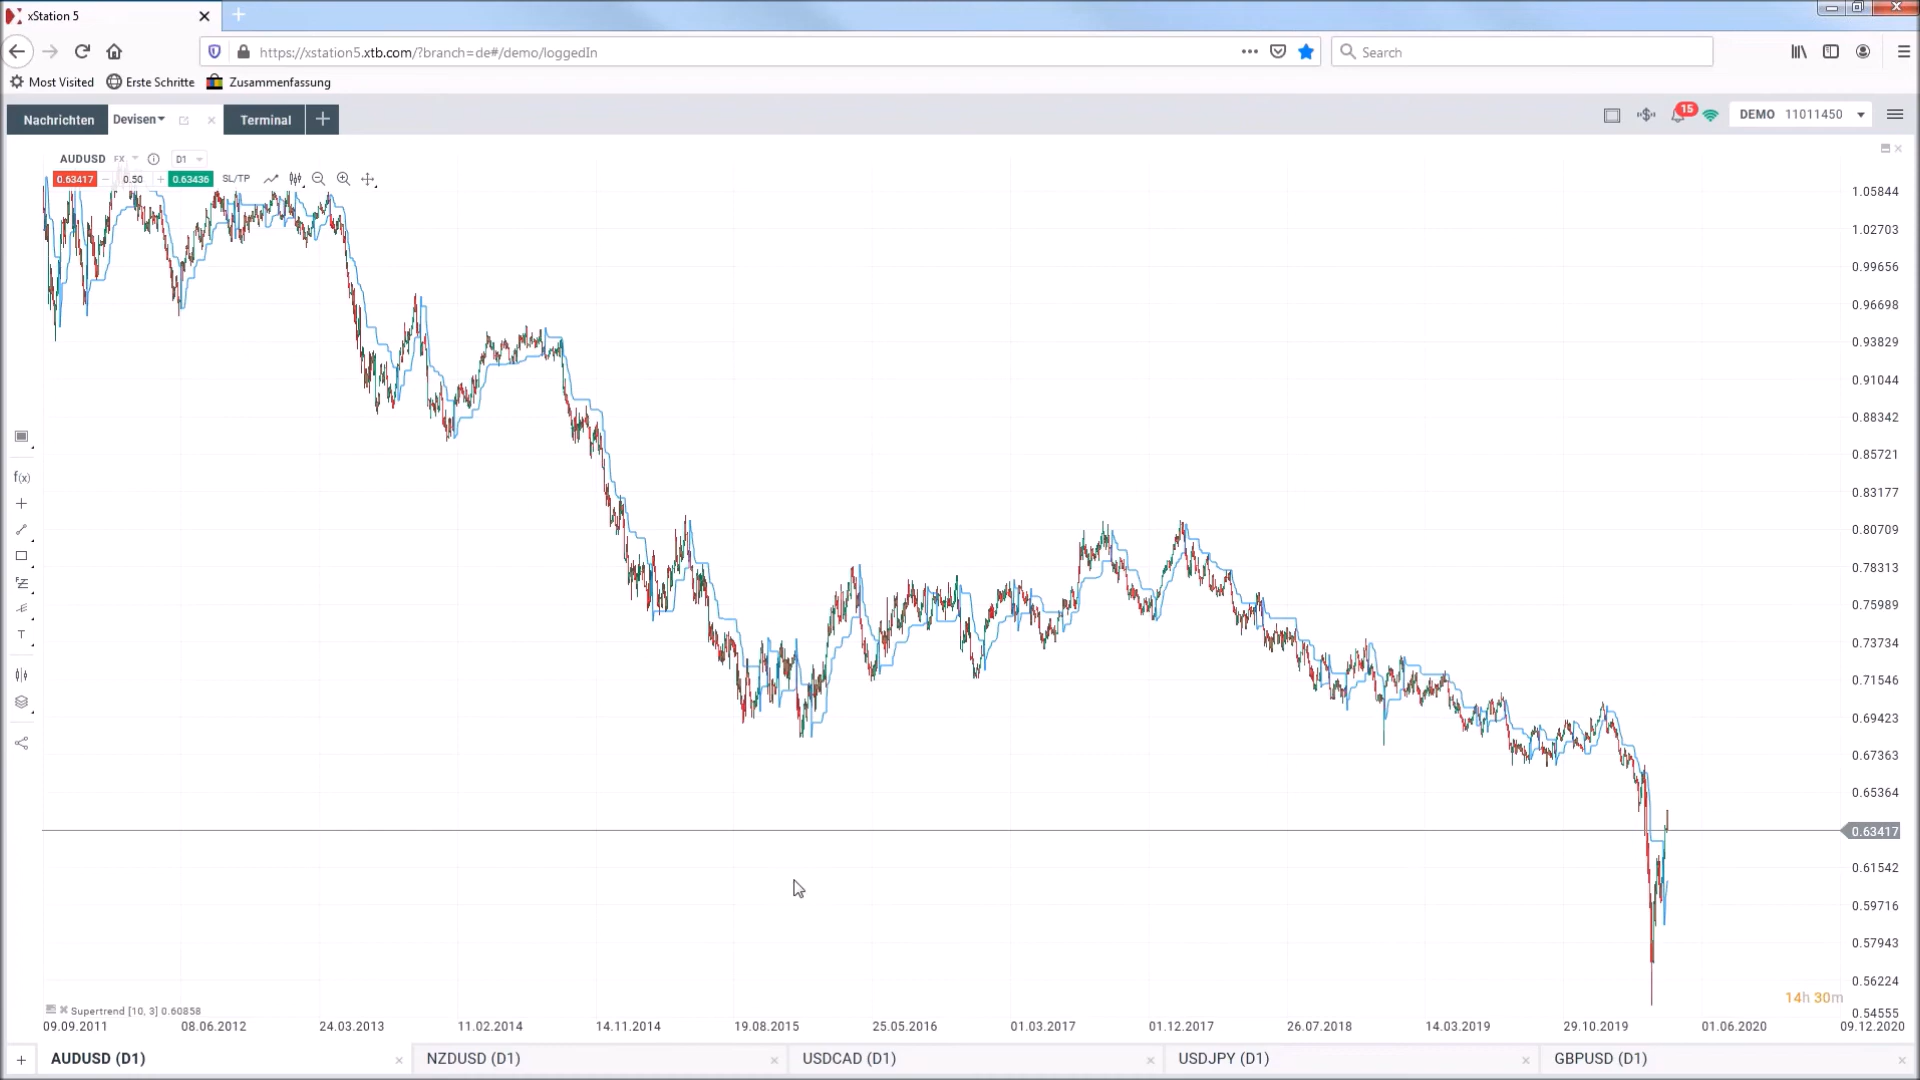 xStation 5
https://xstation5.xtb.com/?branch=de#/demo/loggedIn
Search
Most Visited Erste Schritte Zusammenfassung
Nachrichten Devisen Terminal
15
DEMO 11011450
AUDUSD FX D1
0.63417 0.50 0.63436 SL/TP
1.05844
1.02703
0.99656
0.96698
0.93829
0.91044
0.88342
0.85721
0.83177
0.80709
0.78313
0.75989
0.73734
0.71546
0.69423
0.67363
0.65364
0.63417
0.61542
0.59716
0.57943
0.56224
0.54555
f(x)
T
14h 30m
Supertrend [10, 3] 0.60858
09.09.2011 08.06.2012 24.03.2013 11.02.2014 14.11.2014 19.08.2015 25.05.2016 01.03.2017 01.12.2017 26.07.2018 14.03.2019 29.10.2019 01.06.2020 09.12.2020
AUDUSD (D1) NZDUSD (D1) USDCAD (D1) USDJPY (D1) GBPUSD (D1)